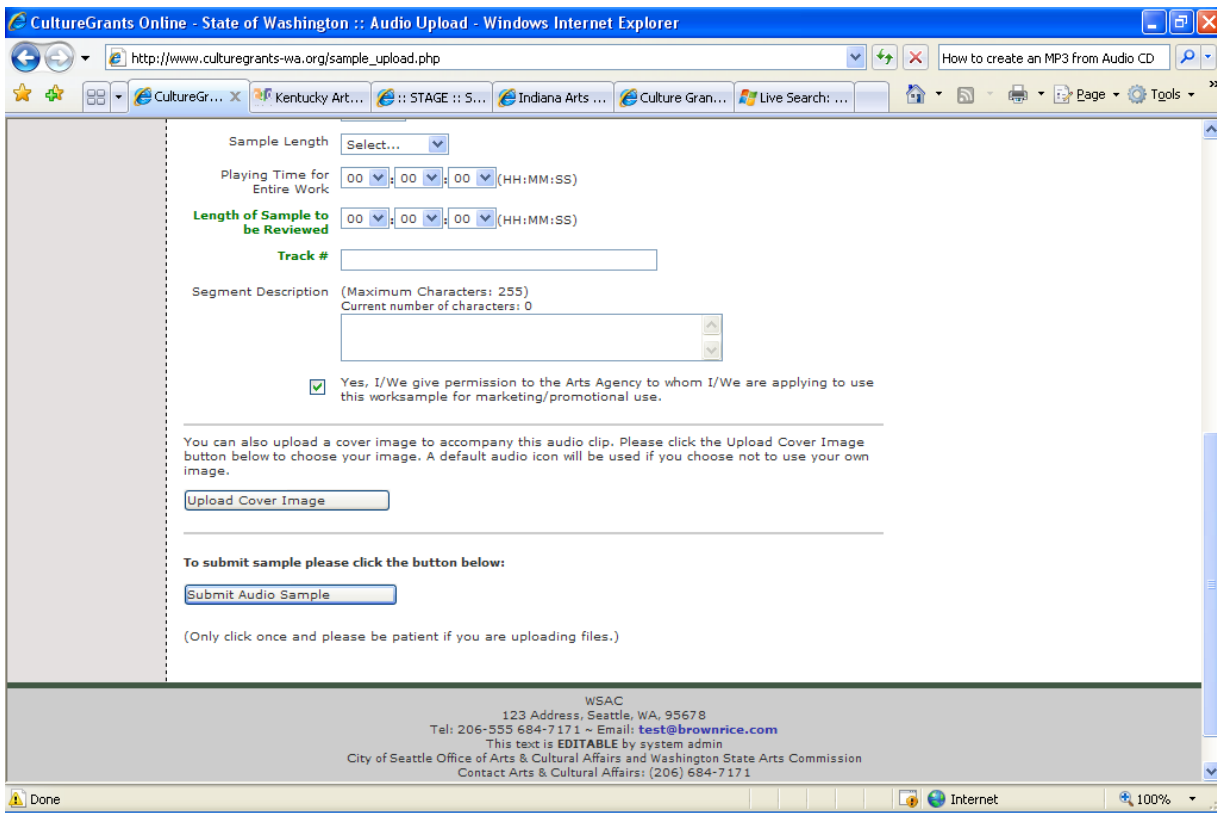 CultureGrants Online - State of Washington :: Audio Upload - Windows Internet Explorer
http://www.culturegrants-wa.org/sample_upload.php
How to create an MP3 from Audio CD
CultureGr... X
Kentucky Art...
:: STAGE :: S...
Indiana Arts ...
Culture Gran...
Live Search: ...
Page
Tools
»
Sample Length
Select...
Playing Time for
Entire Work
00 : 00 : 00 (HH:MM:SS)
Length of Sample to
be Reviewed
00 : 00 : 00 (HH:MM:SS)
Track #
Segment Description
(Maximum Characters: 255)
Current number of characters: 0
Yes, I/We give permission to the Arts Agency to whom I/We are applying to use
this worksample for marketing/promotional use.
You can also upload a cover image to accompany this audio clip. Please click the Upload Cover Image
button below to choose your image. A default audio icon will be used if you choose not to use your own
image.
Upload Cover Image
To submit sample please click the button below:
Submit Audio Sample
(Only click once and please be patient if you are uploading files.)
WSAC
123 Address, Seattle, WA, 95678
Tel: 206-555 684-7171 ~ Email: test@brownrice.com
This text is EDITABLE by system admin
City of Seattle Office of Arts & Cultural Affairs and Washington State Arts Commission
Contact Arts & Cultural Affairs: (206) 684-7171
Done
Internet
100%